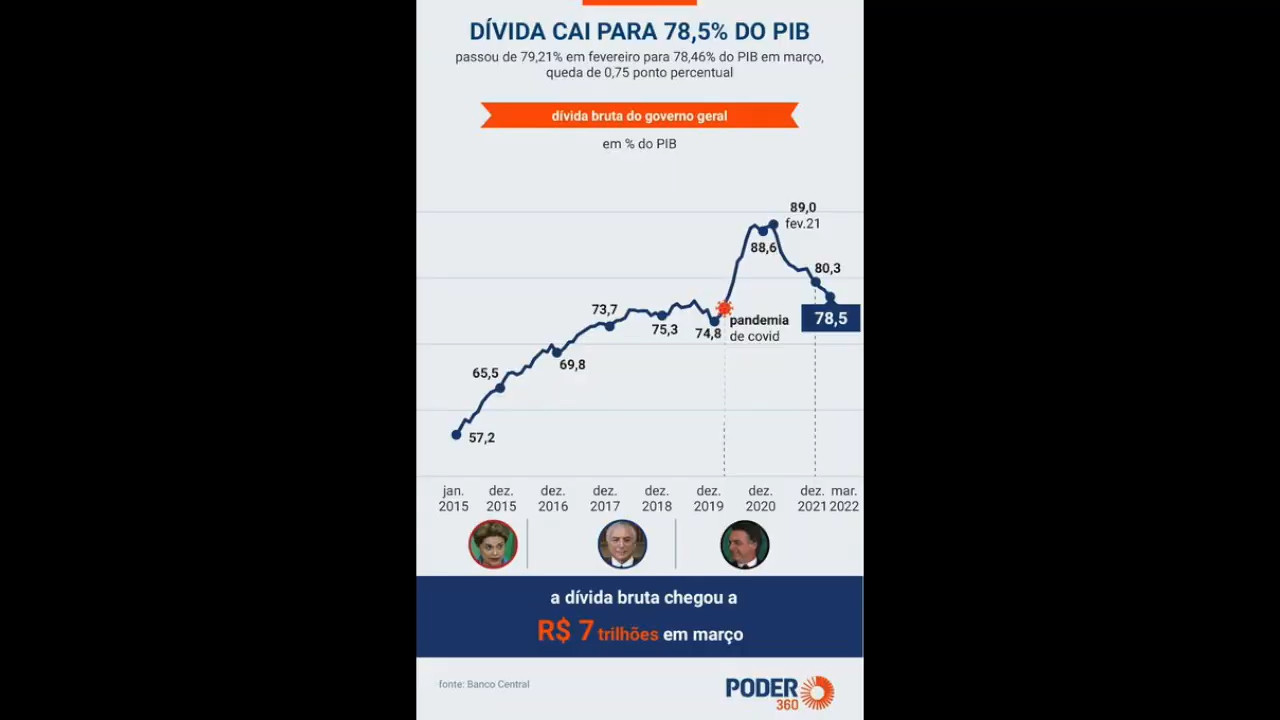 DÍVIDA CAI PARA 78,5% DO PIB
passou de 79,21% em fevereiro para 78,46% do PIB em março,
queda de 0,75 ponto percentual
dívida bruta do governo geral
em % do PIB
89,0
fev.21
88,6
80,3
73,7
78,5
pandemia
de covid
75,3
74,8
65,5
69,8
57,2
jan. dez. dez. dez. dez. dez. dez. dez. mar.
2015 2015 2016 2017 2018 2019 2020 2021 2022
a dívida bruta chegou a
R$ 7 trilhões em março
fonte: Banco Central
PODER
360